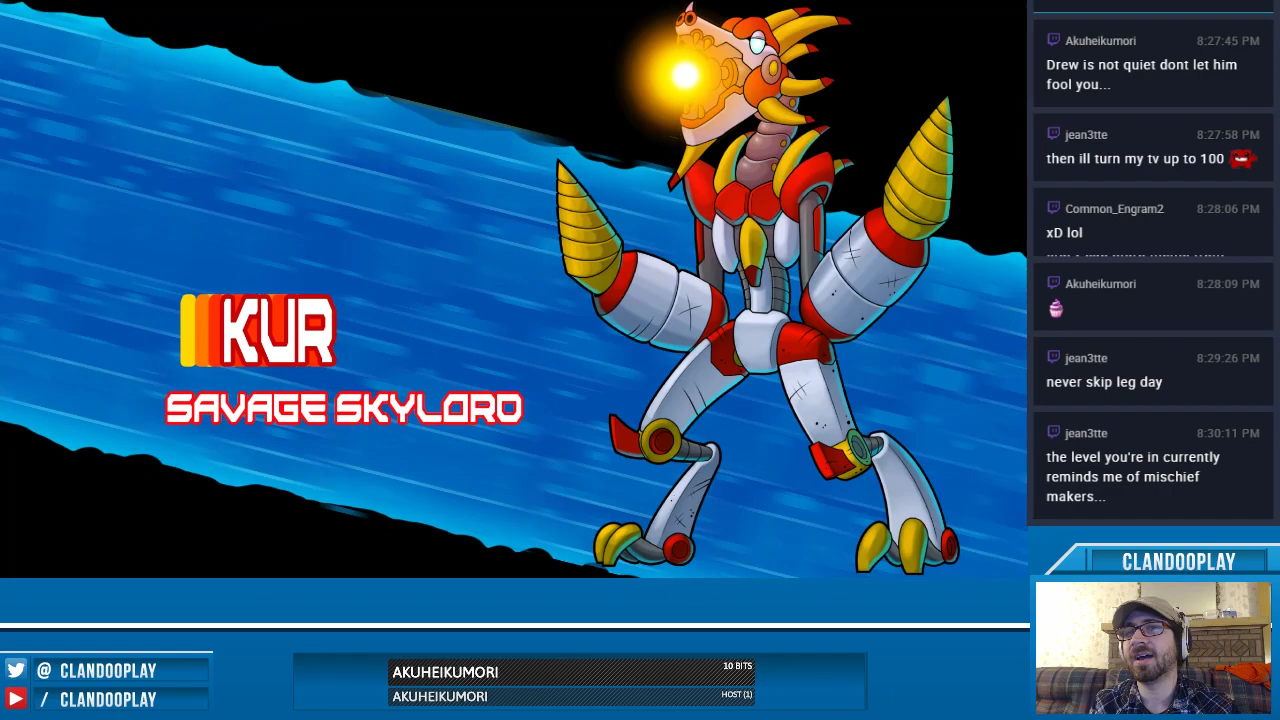 KUR
SAVAGE SKYLORD
Akuheikumori 8:27:45 PM
Drew is not quiet dont let him
fool you...
jean3tte 8:27:58 PM
then ill turn my tv up to 100
Common_Engram2 8:28:06 PM
xD lol
Akuheikumori 8:28:09 PM
jean3tte 8:29:26 PM
never skip leg day
jean3tte 8:30:11 PM
the level you're in currently
reminds me of mischief
makers...
CLANDOOPLAY
@ CLANDOOPLAY
/ CLANDOOPLAY
AKUHEIKUMORI 10 BITS
AKUHEIKUMORI HOST (1)